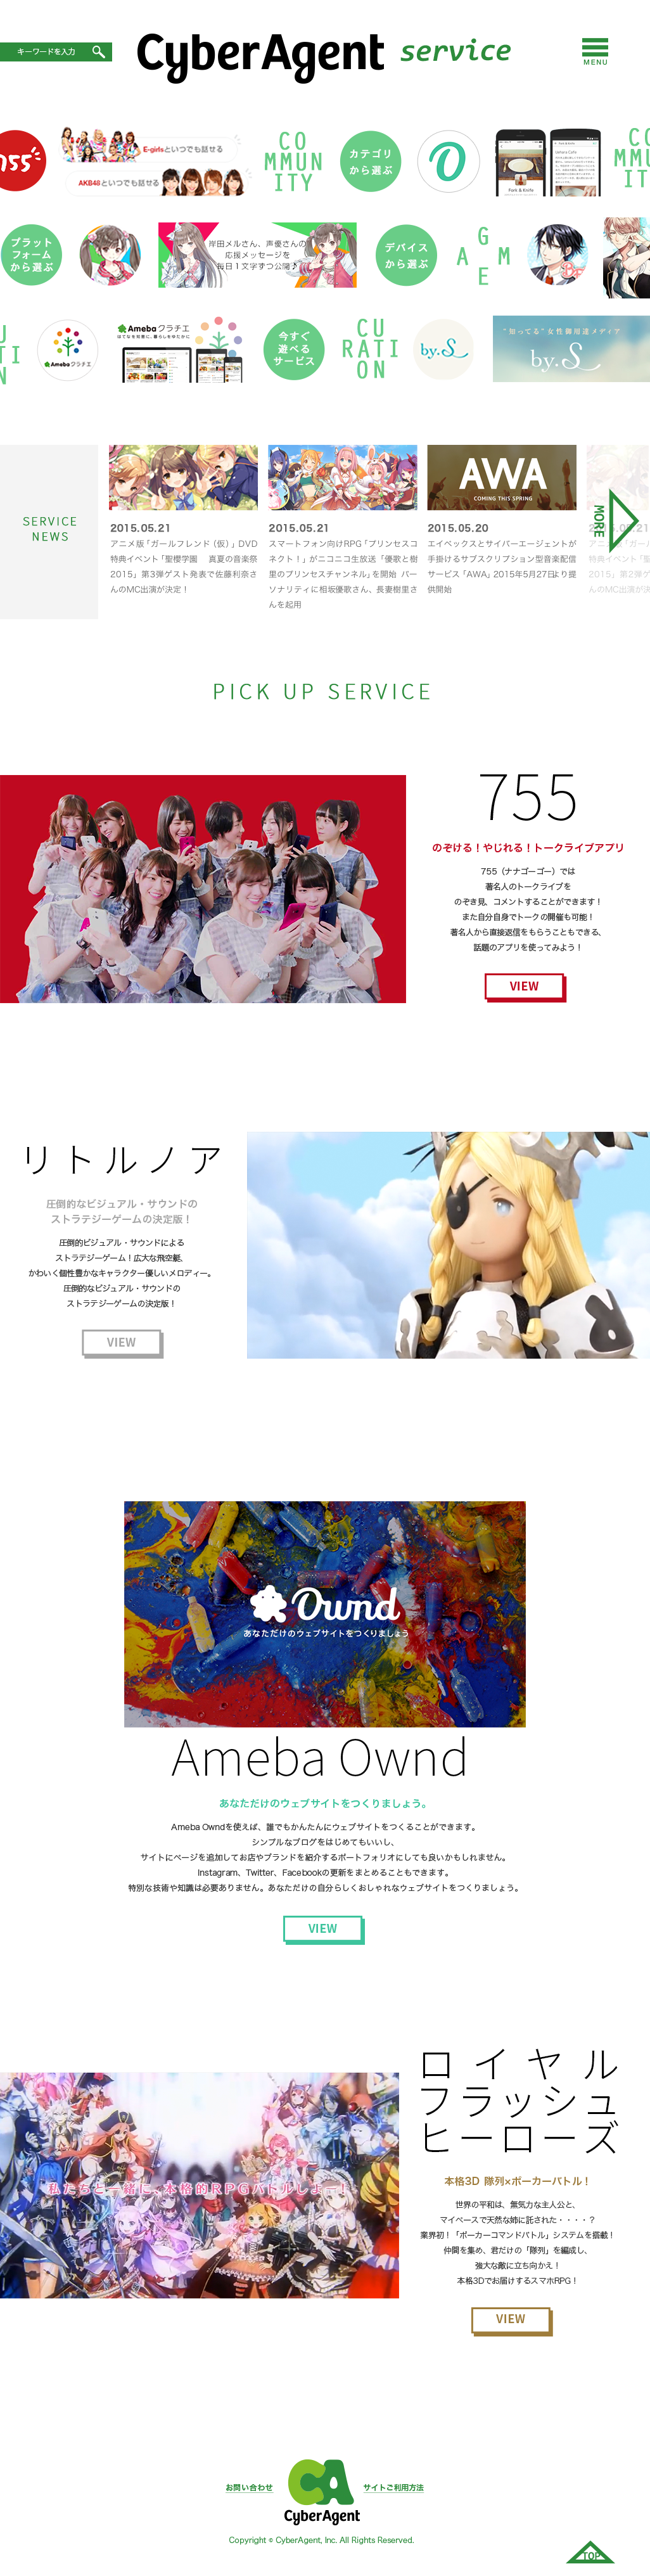 キーワードを入力
CyberAgent service
MENU
755
E-girlsといつでも話せる
AKB48といつでも話せる
CO
MMUN
ITY
カテゴリ
から選ぶ
Park & Kinfolk
Park & Kinfolk
CO
MMU
ITY
プラット
フォーム
から選ぶ
岸田メルさん、声優さんの
応援メッセージを
毎日1文字ずつ公開♪
デバイス
から選ぶ
G
A M
E
U
ATI
N
Ameba クラチエ
Ameba クラチエ
はてなを知恵に。暮らしをゆたかに。
今すぐ
遊べる
サービス
CU
RATI
ON
by.S
"知ってる"女性御用達メディア
by.S
SERVICE
NEWS
AWA
COMING THIS SPRING
2015.05.21
アニメ版「ガールフレンド（仮）」DVD
特典イベント「聖櫻学園 真夏の音楽祭
2015」第3弾ゲスト発表で佐藤利奈さ
んのMC出演が決定！
2015.05.21
スマートフォン向けRPG「プリンセスコ
ネクト！」がニコニコ生放送「優歌と樹
里のプリンセスチャンネル」を開始 パー
ソナリティに相坂優歌さん、長妻樹里さ
んを起用
2015.05.20
エイベックスとサイバーエージェントが
手掛けるサブスクリプション型音楽配信
サービス「AWA」2015年5月27日より提
供開始
MORE
PICK UP SERVICE
755
のぞける！やじれる！トークライブアプリ
755（ナナゴーゴー）では
著名人のトークライブを
のぞき見、コメントすることができます！
また自分自身でトークの開催も可能！
著名人から直接返信をもらうこともできる、
話題のアプリを使ってみよう！
VIEW
リトルノア
圧倒的なビジュアル・サウンドの
ストラテジーゲームの決定版！
圧倒的ビジュアル・サウンドによる
ストラテジーゲーム！広大な飛空艇、
かわいく個性豊かなキャラクター優しいメロディー。
圧倒的なビジュアル・サウンドの
ストラテジーゲームの決定版！
VIEW
Ownd
あなただけのウェブサイトをつくりましょう
Ameba Ownd
あなただけのウェブサイトをつくりましょう。
Ameba Owndを使えば、誰でもかんたんにウェブサイトをつくることができます。
シンプルなブログをはじめてもいいし、
サイトにページを追加してお店やブランドを紹介するポートフォリオにしても良いかもしれません。
Instagram、Twitter、Facebookの更新をまとめることもできます。
特別な技術や知識は必要ありません。あなただけの自分らしくおしゃれなウェブサイトをつくりましょう。
VIEW
私たちと一緒に、本格的RPGバトルしよー！
ロイヤル
フラッシュ
ヒーローズ
本格3D 隊列×ポーカーバトル！
世界の平和は、無気力な主人公と、
マイペースで天然な姉に託された・・・・？
業界初！「ポーカーコマンドバトル」システムを搭載！
仲間を集め、君だけの「隊列」を編成し、
強大な敵に立ち向かえ！
本格3Dでお届けするスマホRPG！
VIEW
お問い合わせ
CyberAgent
サイトご利用方法
Copyright © CyberAgent, Inc. All Rights Reserved.
TOP